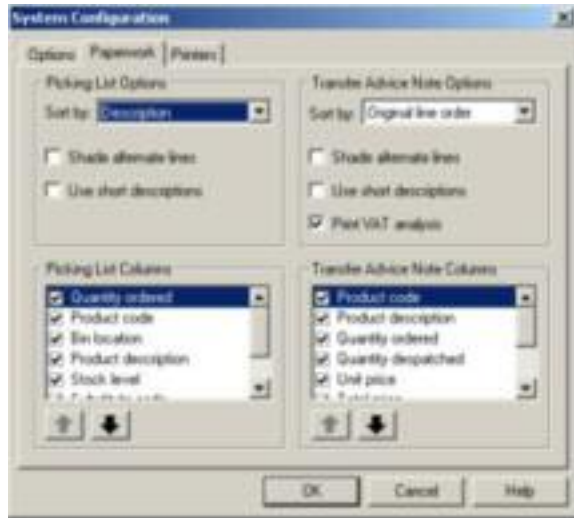 System Configuration
Options Paperwork Printers
Picking List Options
Sort by: Description
Shade alternate lines
Use short descriptions
Transfer Advice Note Options
Sort by: Original line order
Shade alternate lines
Use short descriptions
Print VAT analysis
Picking List Columns
Quantity ordered
Product code
Bin location
Product description
Stock level
Transfer Advice Note Columns
Product code
Product description
Quantity ordered
Quantity despatched
Unit price
OK Cancel Help